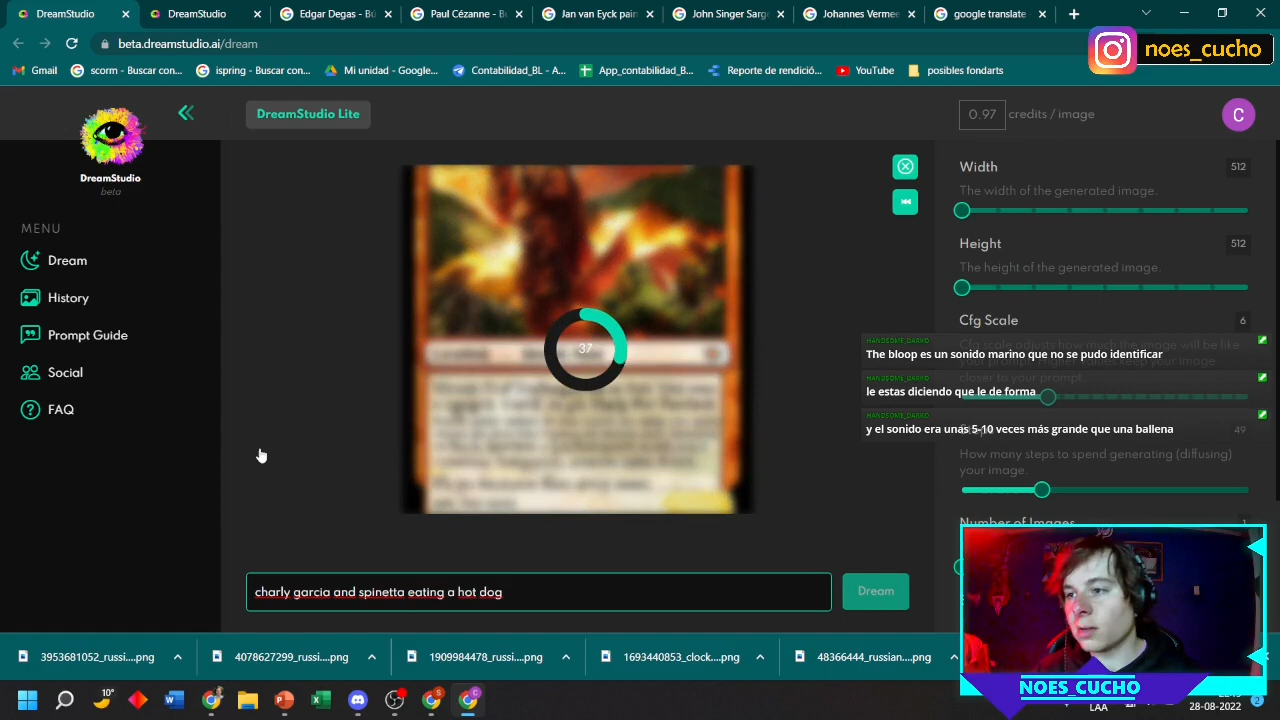 DreamStudio
DreamStudio
Edgar Degas - Bú
Paul Cézanne - B
Jan van Eyck pain
John Singer Sarge
Johannes Vermee
google translate -
beta.dreamstudio.ai/dream
noes_cucho
Gmail
scorm - Buscar con...
ispring - Buscar con...
Mi unidad - Google...
Contabilidad_BL - A...
App_contabilidad_B...
Reporte de rendició...
YouTube
posibles fondarts
DreamStudio
beta
DreamStudio Lite
0.97 credits / image
C
MENU
Dream
History
Prompt Guide
Social
FAQ
37
Width
512
The width of the generated image.
Height
512
The height of the generated image.
Cfg Scale
6
HANDSOME_DARKO
The bloop es un sonido marino que no se pudo identificar
HANDSOME_DARKO
le estas diciendo que le de forma
HANDSOME_DARKO
y el sonido era unas 5-10 veces más grande que una ballena
49
How many steps to spend generating (diffusing)
your image.
Number of Images
charly garcia and spinetta eating a hot dog
Dream
3953681052_russi....png
4078627299_russi....png
1909984478_russi....png
1693440853_clock....png
48366444_russian....png
NOES_CUCHO
10°
LAA
28-08-2022
2